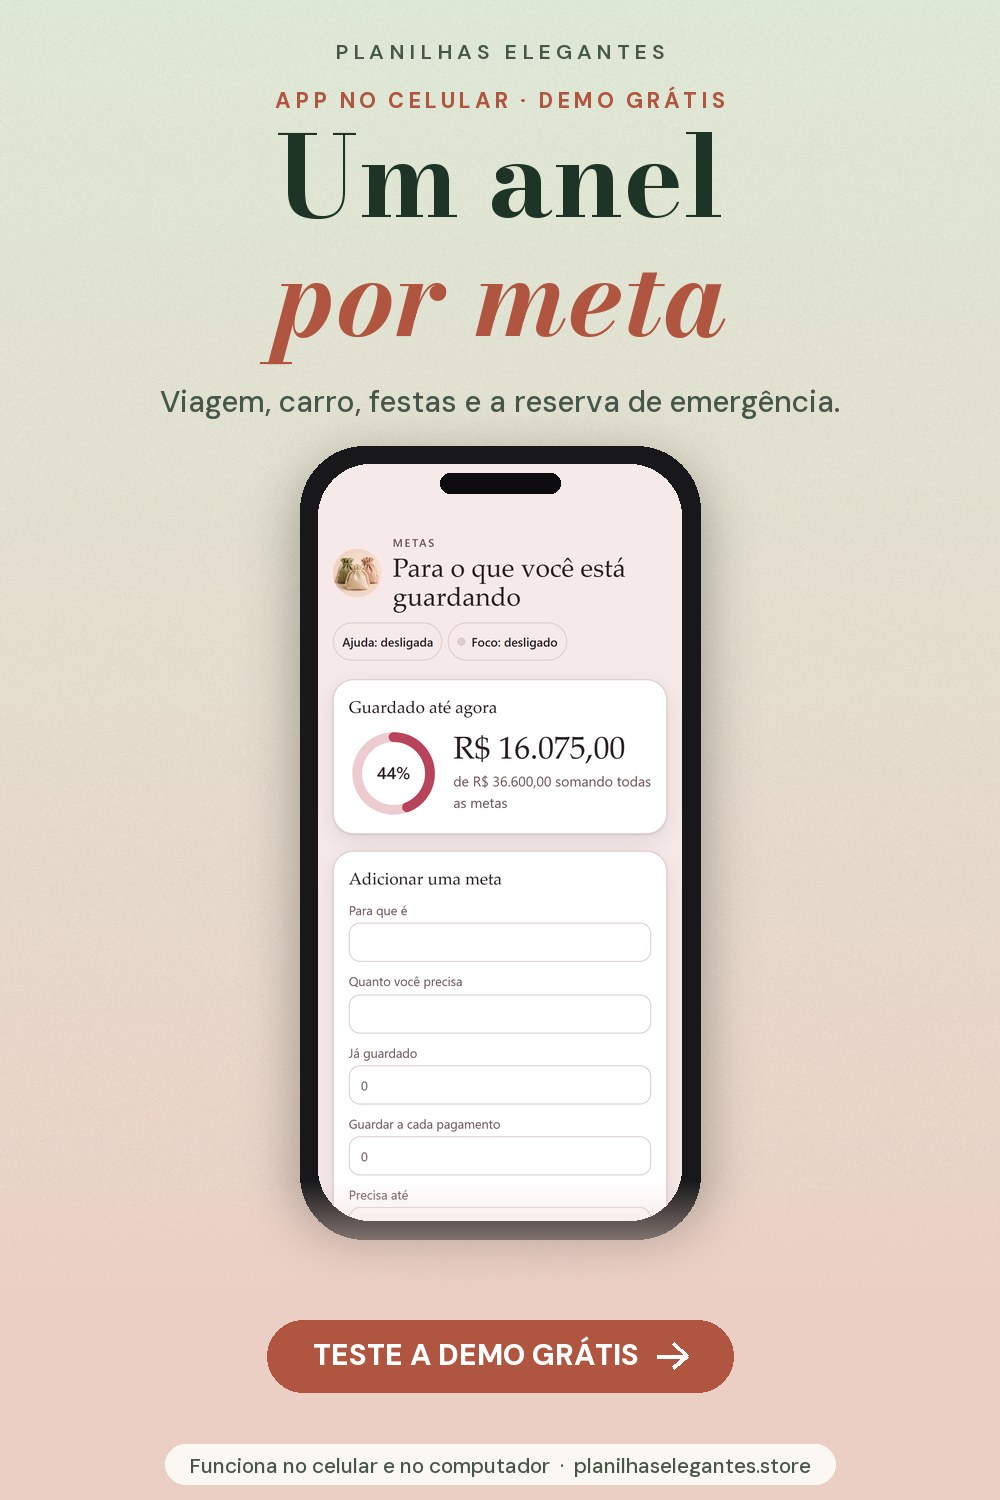 PLANILHAS ELEGANTES
APP NO CELULAR · DEMO GRÁTIS
Um anel
por meta
Viagem, carro, festas e a reserva de emergência.
METAS
Para o que você está
guardando
Ajuda: desligada
Foco: desligado
Guardado até agora
44%
R$ 16.075,00
de R$ 36.600,00 somando todas
as metas
Adicionar uma meta
Para que é
Quanto você precisa
Já guardado
0
Guardar a cada pagamento
0
Precisa até
TESTE A DEMO GRÁTIS →
Funciona no celular e no computador · planilhaselegantes.store